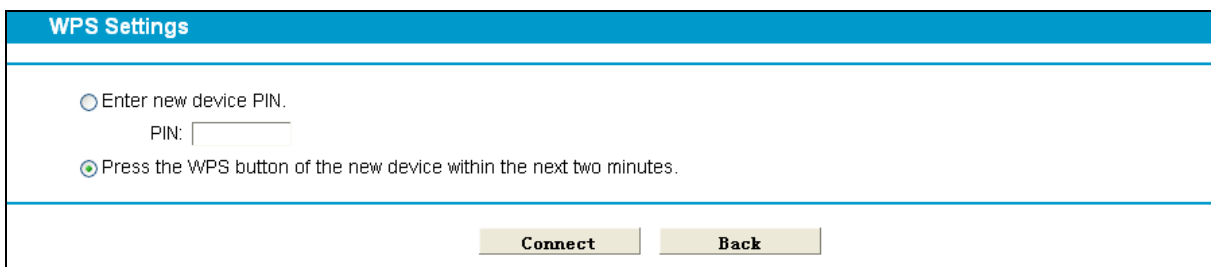 WPS Settings
Enter new device PIN.
PIN:
Press the WPS button of the new device within the next two minutes.
Connect Back